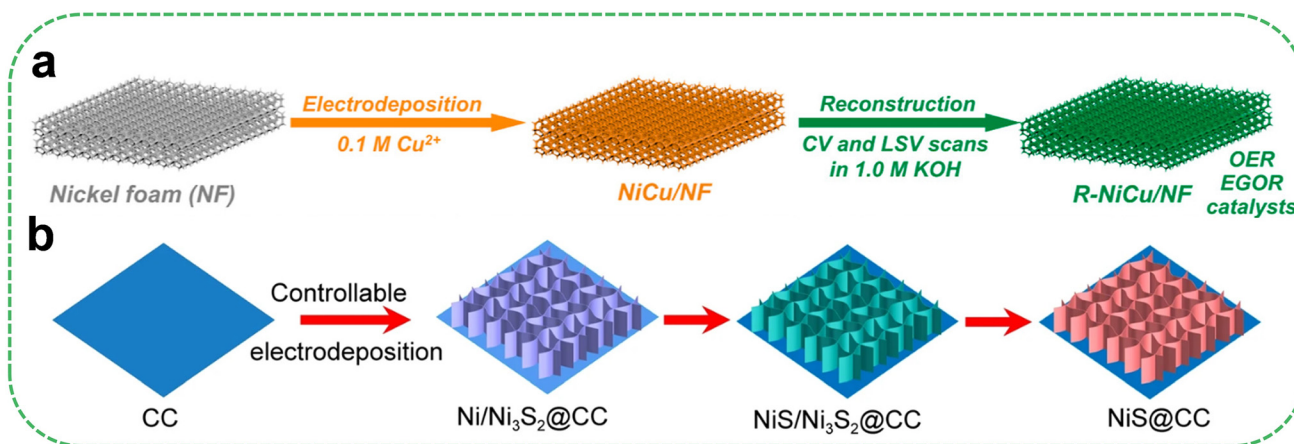 a
Electrodeposition
0.1 M Cu²⁺
Reconstruction
CV and LSV scans
in 1.0 M KOH
Nickel foam (NF)
NiCu/NF
R-NiCu/NF
OER
EGOR
catalysts
b
Controllable
electrodeposition
CC
Ni/Ni₃S₂@CC
NiS/Ni₃S₂@CC
NiS@CC